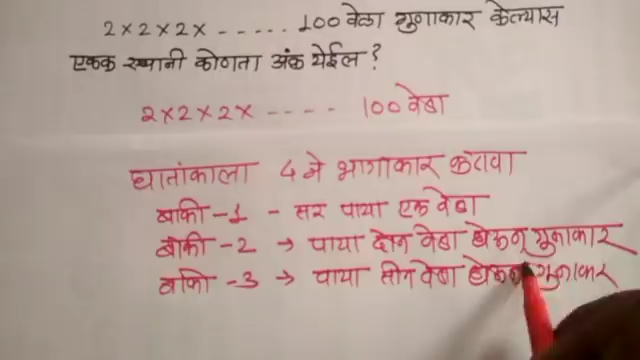 2×2×2×...... 100 वेळा गुणाकार केल्यास
एकक स्थानी कोणता अंक येईल?
2×2×2×---- 100 वेळा
घातांकाला 4 ने भागाकार करावा
बाकी -1 - तर पाया एक वेळा
बाकी -2 → पाया दोन वेळा घेऊन गुणाकार
बाकी -3 → पाया तीन वेळा घेऊन गुणाकार